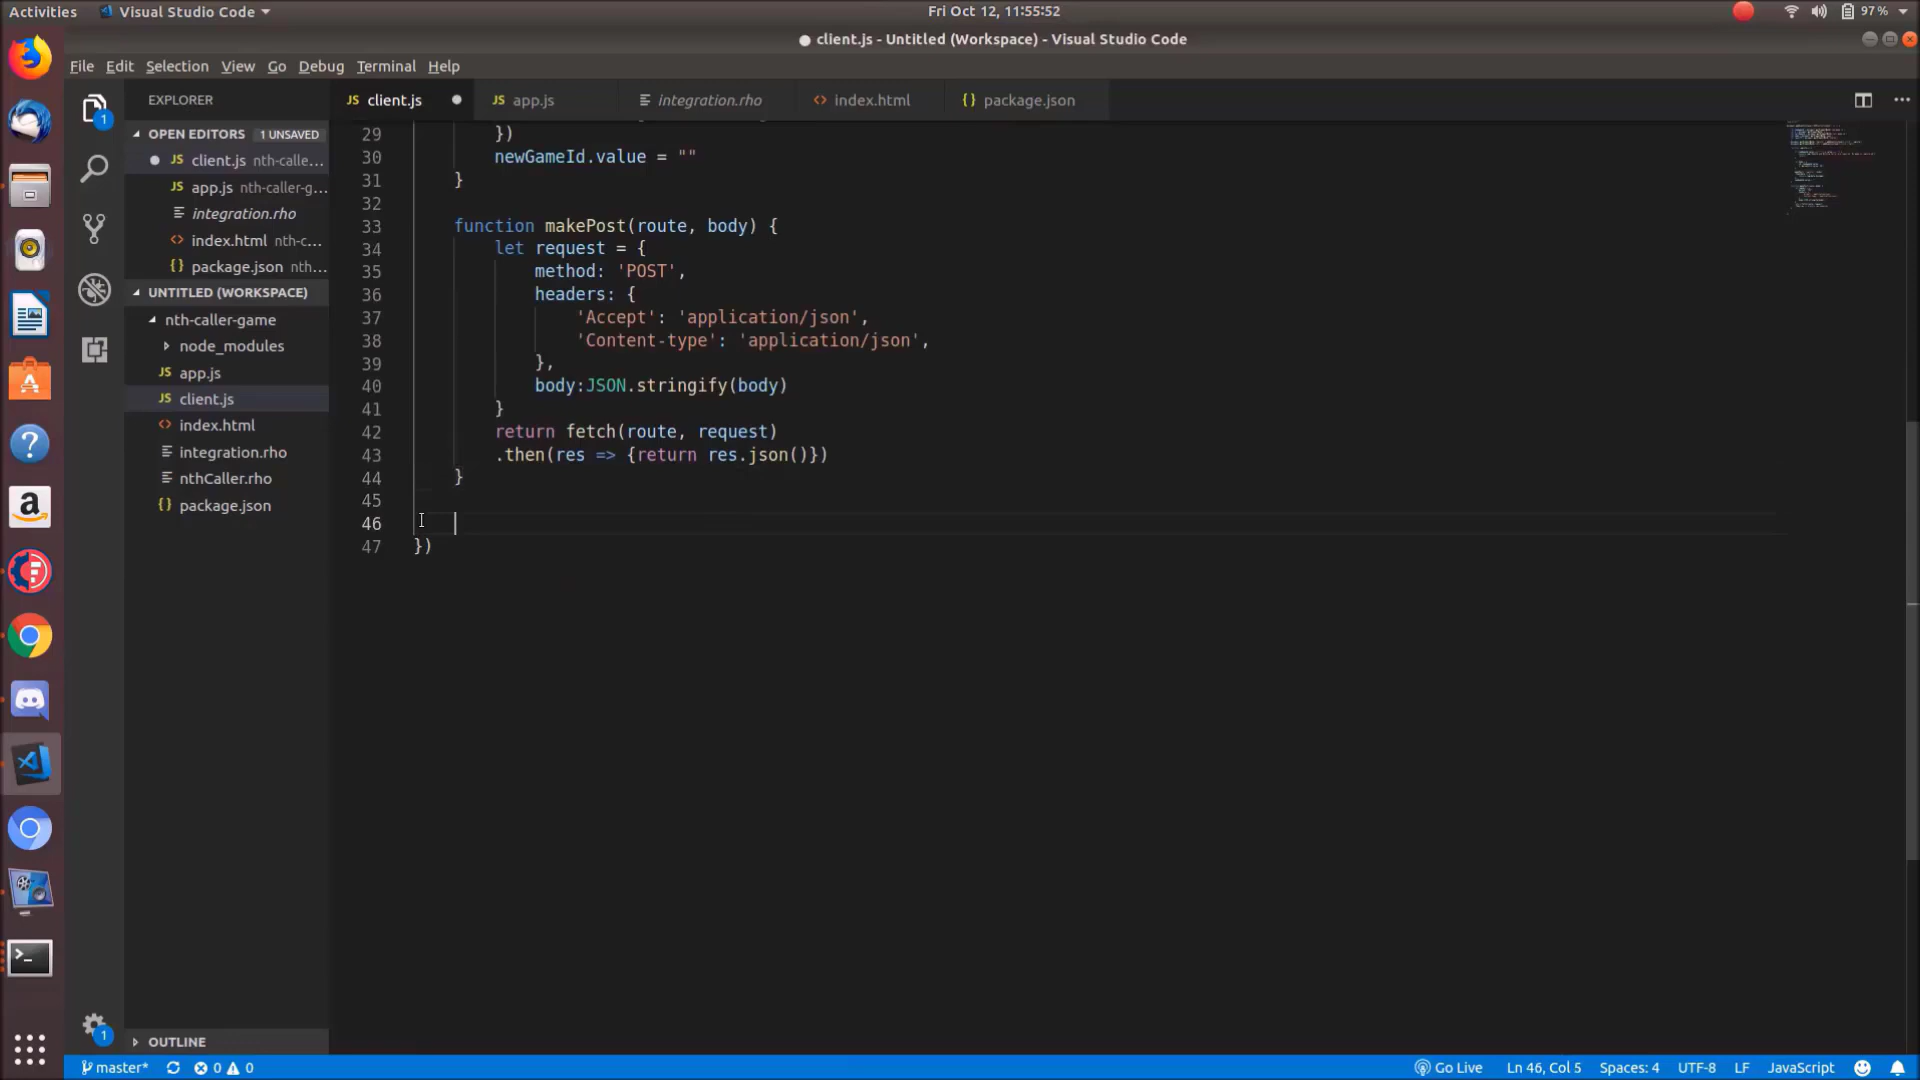 Activities
Visual Studio Code
Fri Oct 12, 11:55:52
97 %
client.js - Untitled (Workspace) - Visual Studio Code
File Edit Selection View Go Debug Terminal Help
EXPLORER
JS client.js
JS app.js
integration.rho
<> index.html
{} package.json
OPEN EDITORS 1 UNSAVED
JS client.js nth-calle...
JS app.js nth-caller-g...
integration.rho
<> index.html nth-c...
{} package.json nth...
UNTITLED (WORKSPACE)
nth-caller-game
node_modules
JS app.js
JS client.js
<> index.html
integration.rho
nthCaller.rho
{} package.json
OUTLINE
1
1
29 })
30 newGameId.value = ""
31 }
32
33 function makePost(route, body) {
34 let request = {
35 method: 'POST',
36 headers: {
37 'Accept': 'application/json',
38 'Content-type': 'application/json',
39 },
40 body:JSON.stringify(body)
41 }
42 return fetch(route, request)
43 .then(res => {return res.json()})
44 }
45
46
47 })
master*
0
0
Go Live
Ln 46, Col 5
Spaces: 4
UTF-8
LF
JavaScript